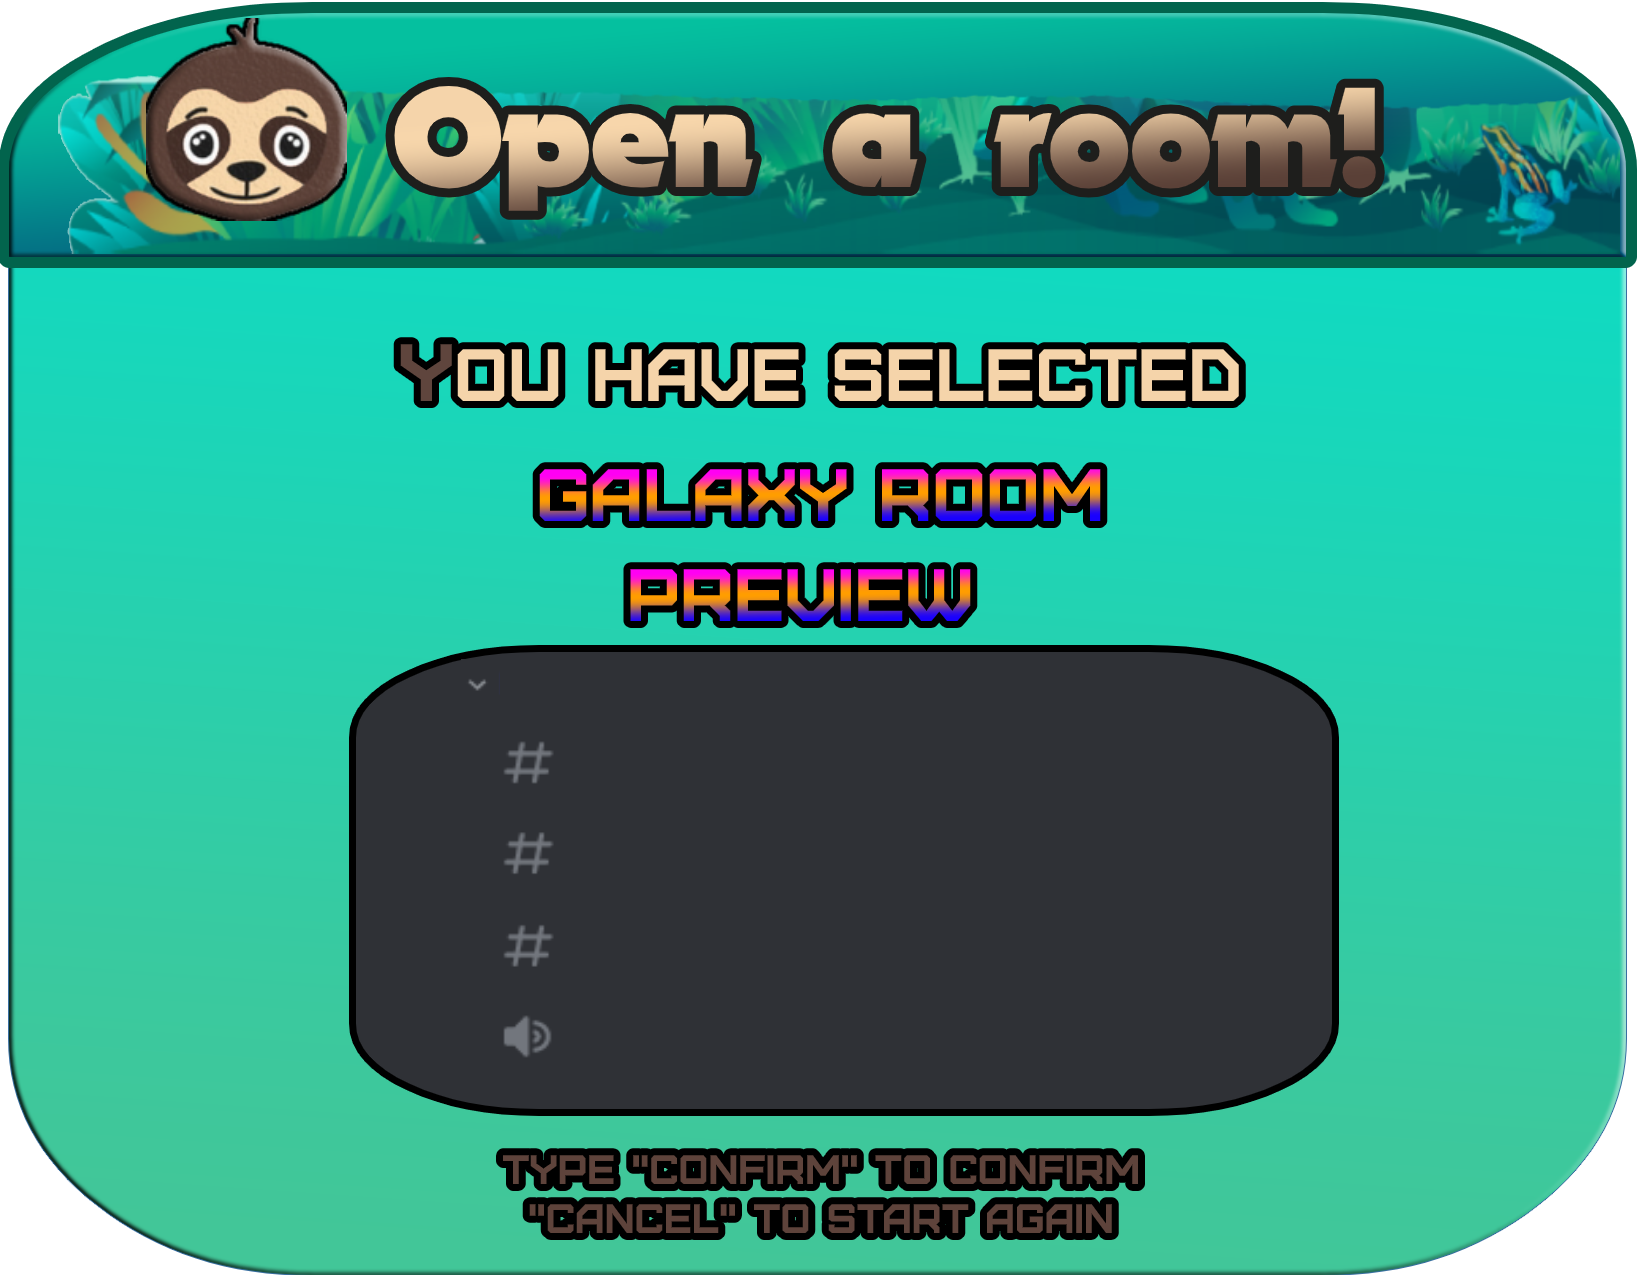 Open a room!
YOU HAVE SELECTED
GALAXY ROOM
PREVIEW
#
#
#
TYPE "CONFIRM" TO CONFIRM
"CANCEL" TO START AGAIN